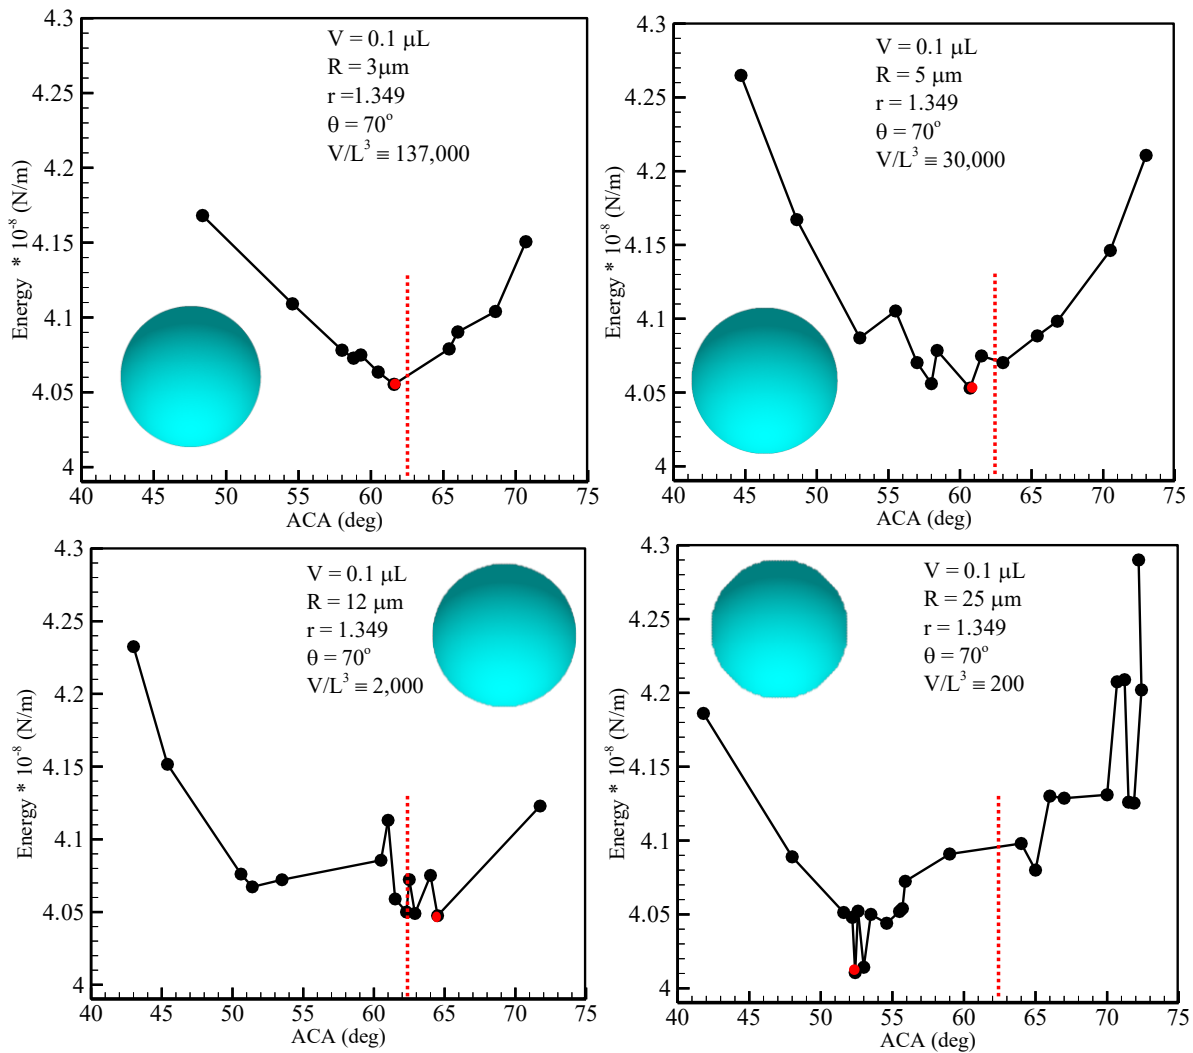 4.3
4.25
4.2
4.15
4.1
4.05
4
Energy * 10⁻⁸ (N/m)
V = 0.1 μL
R = 3μm
r =1.349
θ = 70°
V/L³ ≡ 137,000
40 45 50 55 60 65 70 75
ACA (deg)
4.3
4.25
4.2
4.15
4.1
4.05
4
Energy * 10⁻⁸ (N/m)
V = 0.1 μL
R = 5 μm
r = 1.349
θ = 70°
V/L³ ≡ 30,000
40 45 50 55 60 65 70 75
ACA (deg)
4.3
4.25
4.2
4.15
4.1
4.05
4
Energy * 10⁻⁸ (N/m)
V = 0.1 μL
R = 12 μm
r = 1.349
θ = 70°
V/L³ ≡ 2,000
40 45 50 55 60 65 70 75
ACA (deg)
4.3
4.25
4.2
4.15
4.1
4.05
4
Energy * 10⁻⁸ (N/m)
V = 0.1 μL
R = 25 μm
r = 1.349
θ = 70°
V/L³ ≡ 200
40 45 50 55 60 65 70 75
ACA (deg)